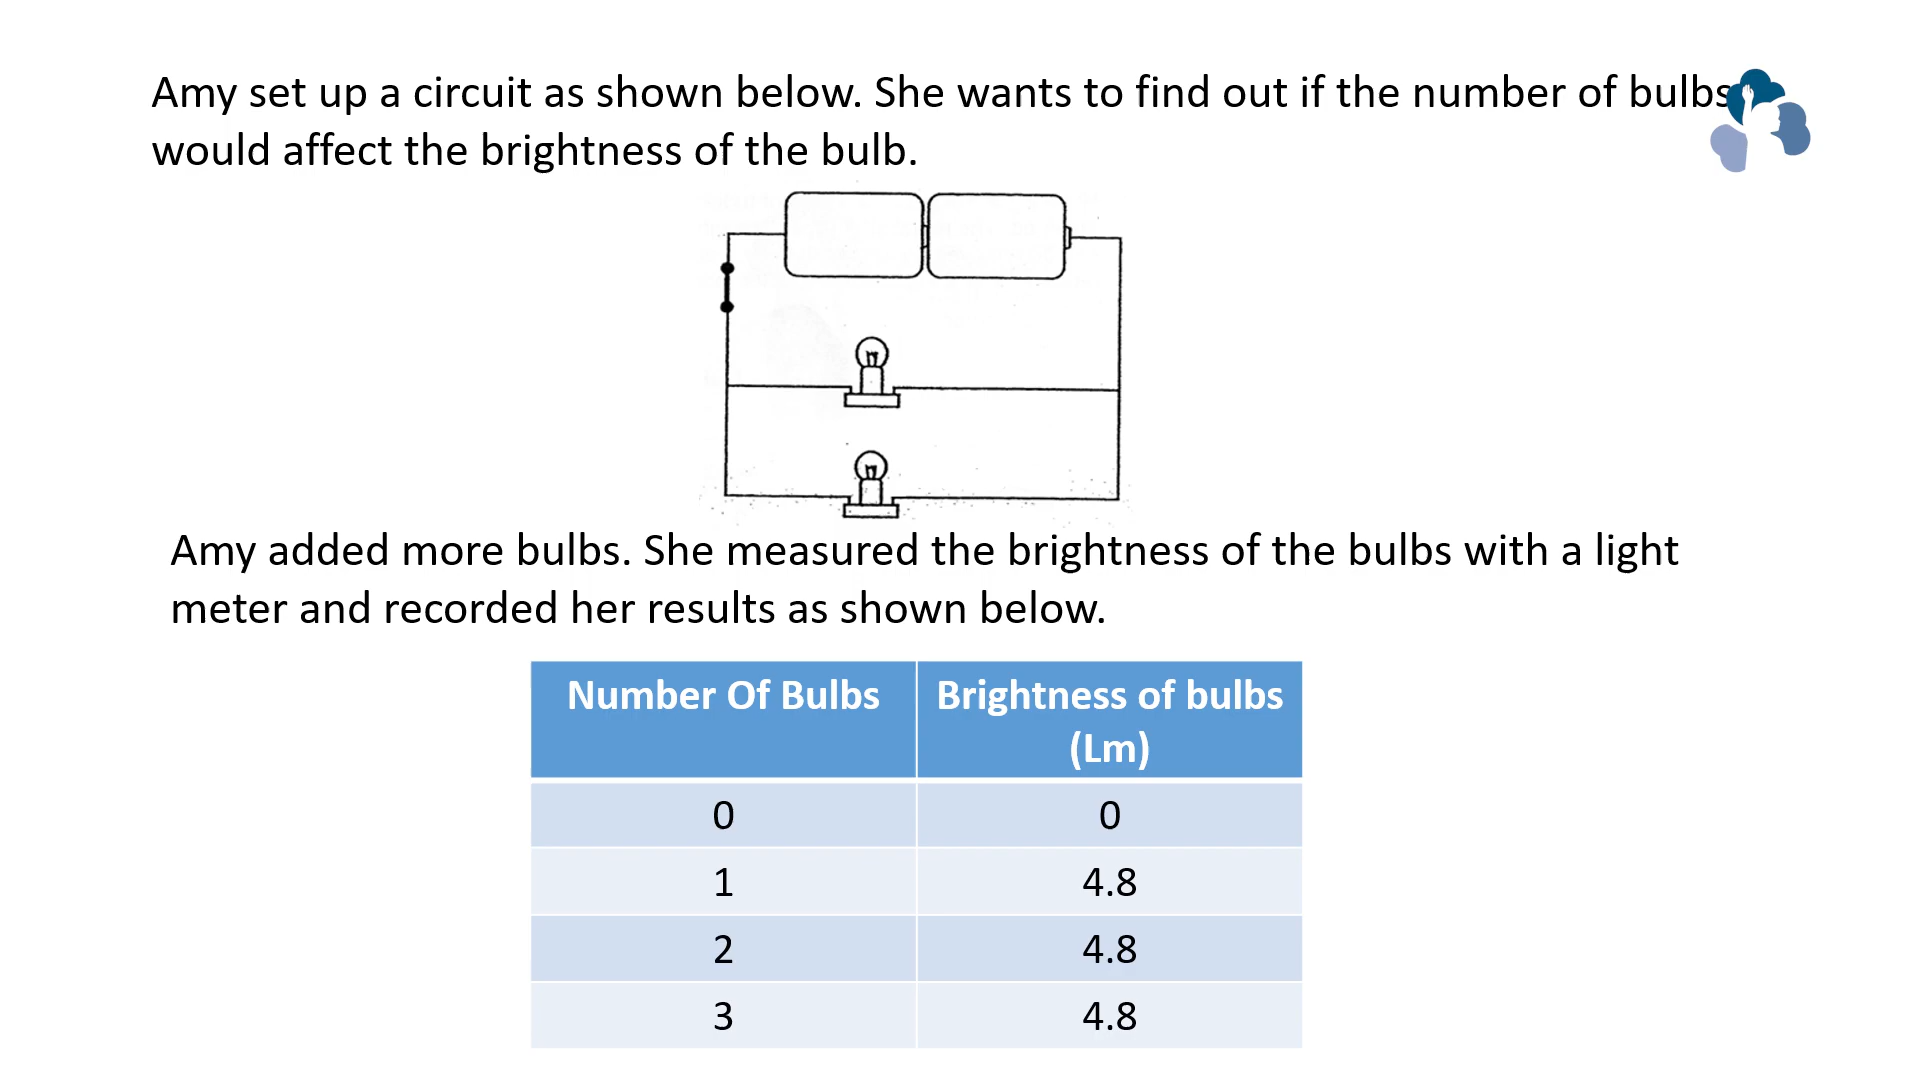 Amy set up a circuit as shown below. She wants to find out if the number of bulbs
would affect the brightness of the bulb.
Amy added more bulbs. She measured the brightness of the bulbs with a light
meter and recorded her results as shown below.
Number Of Bulbs Brightness of bulbs
(Lm)
0 0
1 4.8
2 4.8
3 4.8